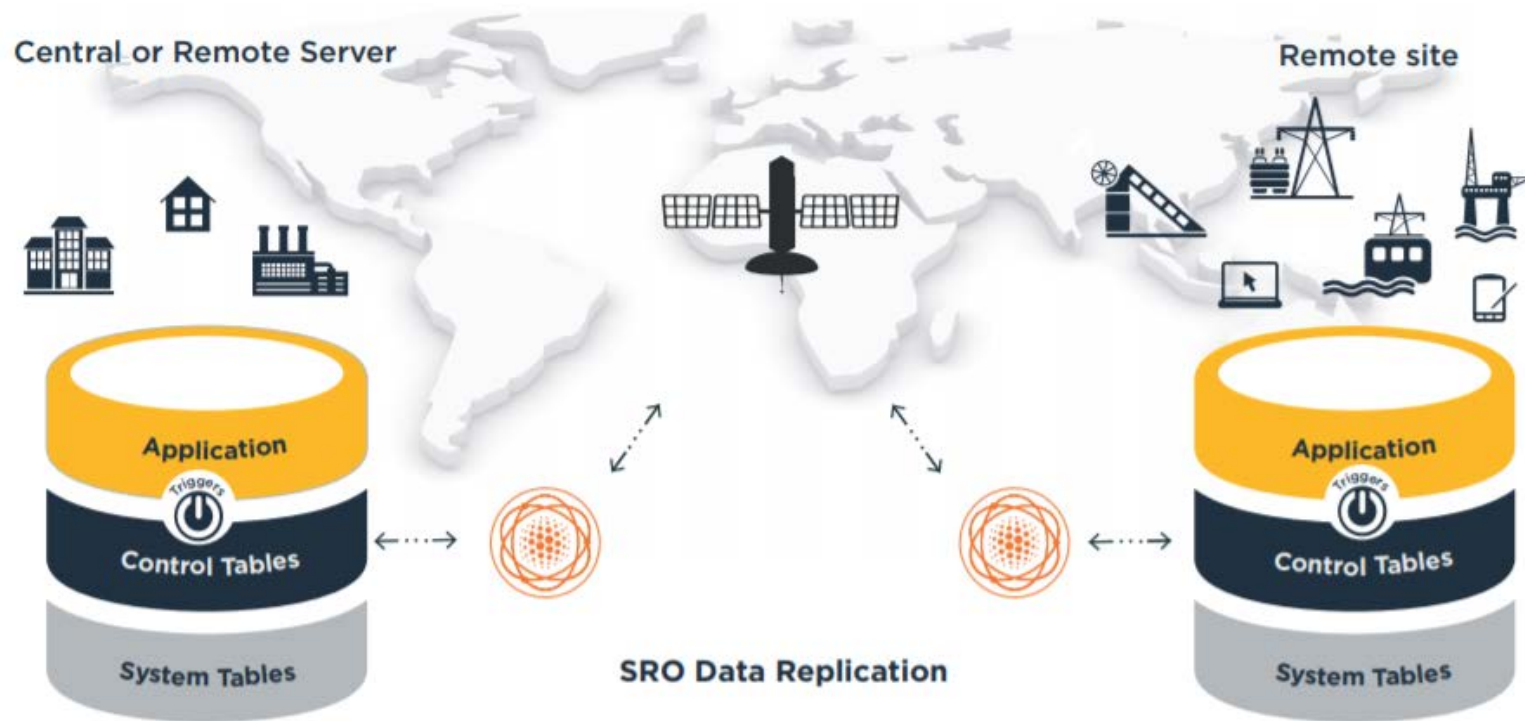 Central or Remote Server
Remote site
Application
Triggers
Control Tables
System Tables
Application
Triggers
Control Tables
System Tables
SRO Data Replication